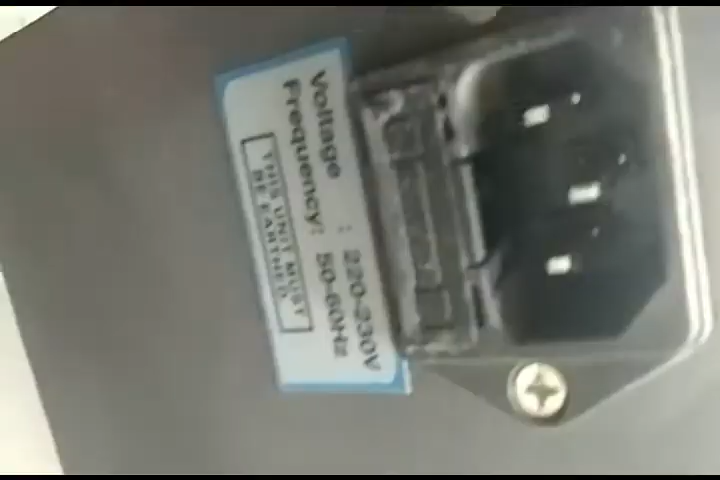 Voltage : 220-230V
Frequency: 50-60Hz
THIS UNIT MUST
BE EARTHED